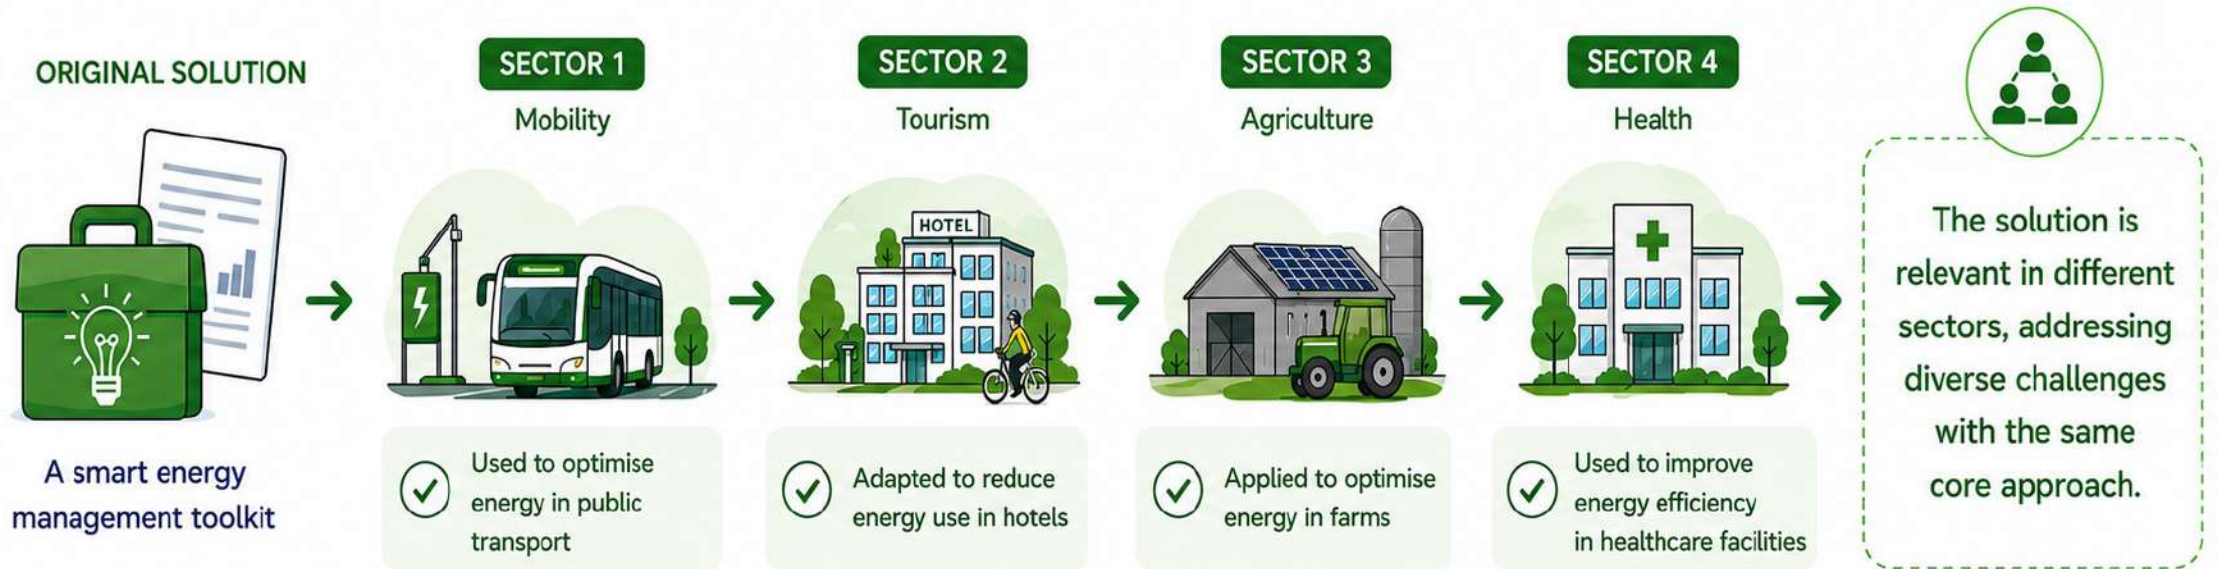 ORIGINAL SOLUTION
A smart energy
management toolkit
SECTOR 1
Mobility
Used to optimise
energy in public
transport
SECTOR 2
Tourism
HOTEL
Adapted to reduce
energy use in hotels
SECTOR 3
Agriculture
Applied to optimise
energy in farms
SECTOR 4
Health
Used to improve
energy efficiency
in healthcare facilities
The solution is
relevant in different
sectors, addressing
diverse challenges
with the same
core approach.